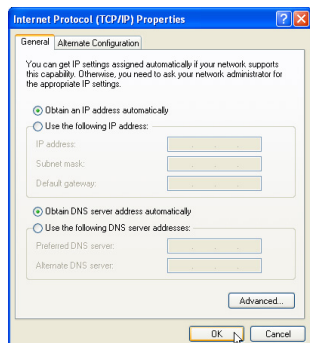 Internet Protocol (TCP/IP) Properties
General
Alternate Configuration
You can get IP settings assigned automatically if your network supports
this capability. Otherwise, you need to ask your network administrator for
the appropriate IP settings.
Obtain an IP address automatically
Use the following IP address:
IP address:
Subnet mask:
Default gateway:
Obtain DNS server address automatically
Use the following DNS server addresses:
Preferred DNS server:
Alternate DNS server:
Advanced...
OK
Cancel